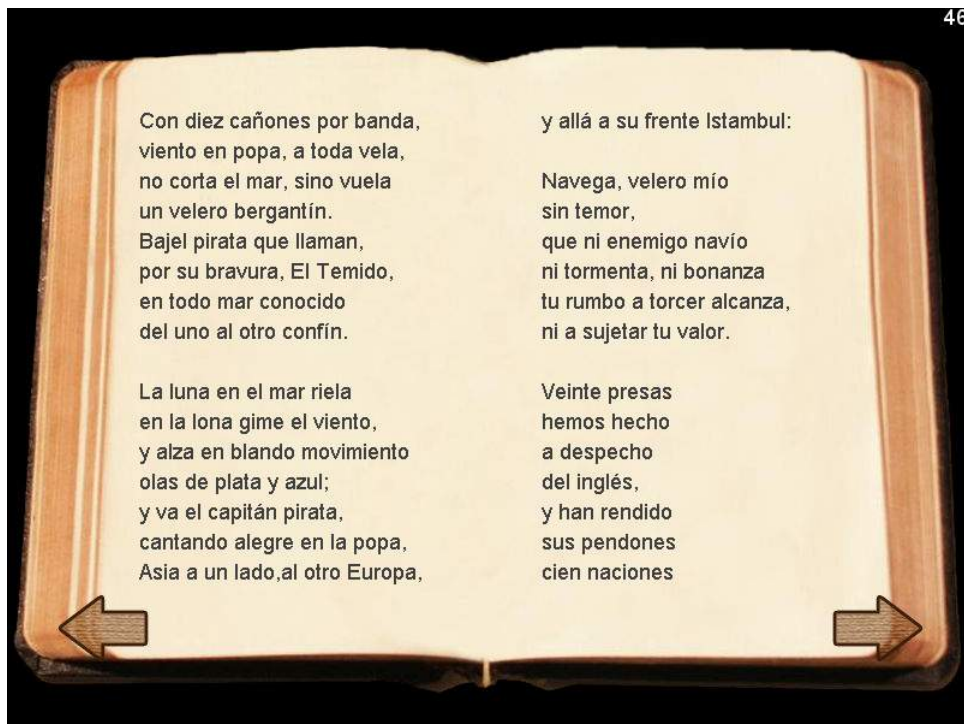 46
Con diez cañones por banda,
viento en popa, a toda vela,
no corta el mar, sino vuela
un velero bergantín.
Bajel pirata que llaman,
por su bravura, El Temido,
en todo mar conocido
del uno al otro confín.
La luna en el mar riela
en la lona gime el viento,
y alza en blando movimiento
olas de plata y azul;
y va el capitán pirata,
cantando alegre en la popa,
Asia a un lado,al otro Europa,
y allá a su frente Istambul:
Navega, velero mío
sin temor,
que ni enemigo navío
ni tormenta, ni bonanza
tu rumbo a torcer alcanza,
ni a sujetar tu valor.
Veinte presas
hemos hecho
a despecho
del inglés,
y han rendido
sus pendones
cien naciones